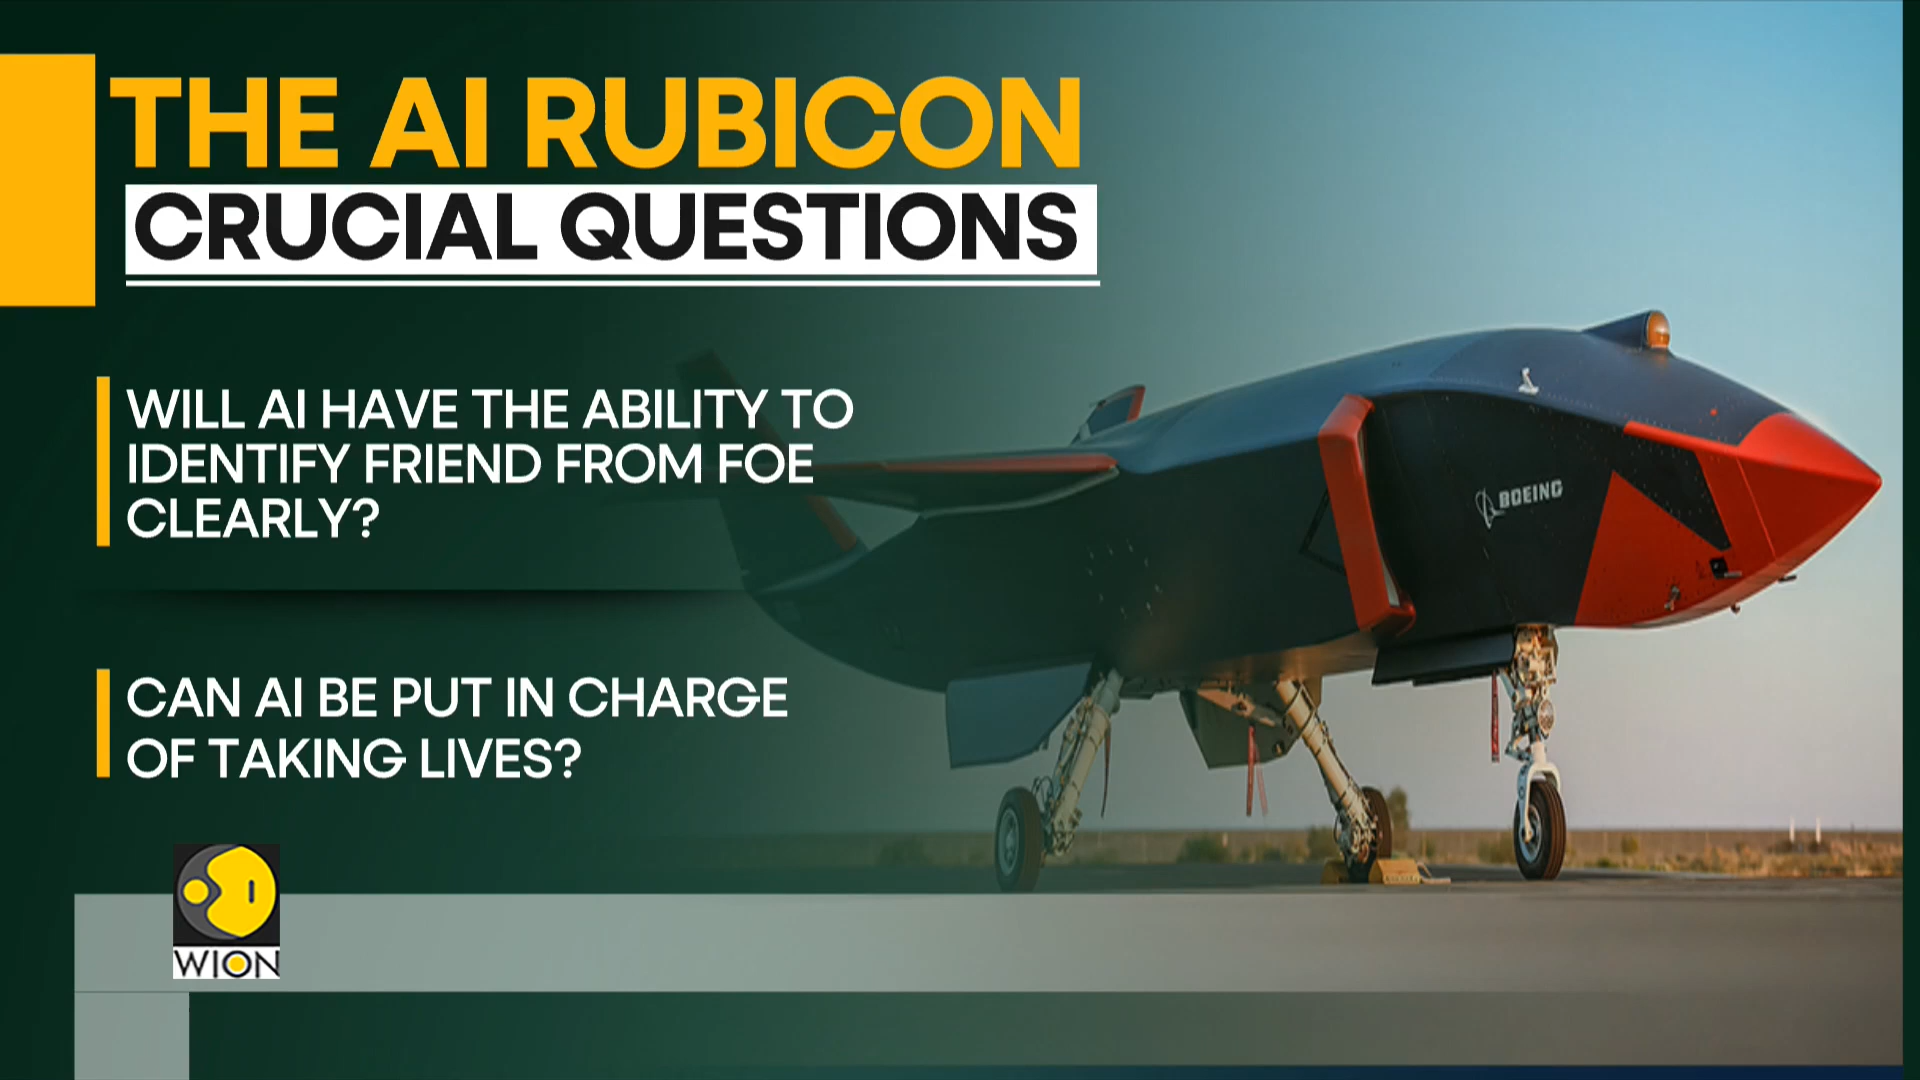 THE AI RUBICON
CRUCIAL QUESTIONS
WILL AI HAVE THE ABILITY TO
IDENTIFY FRIEND FROM FOE
CLEARLY?
CAN AI BE PUT IN CHARGE
OF TAKING LIVES?
BOEING
WION